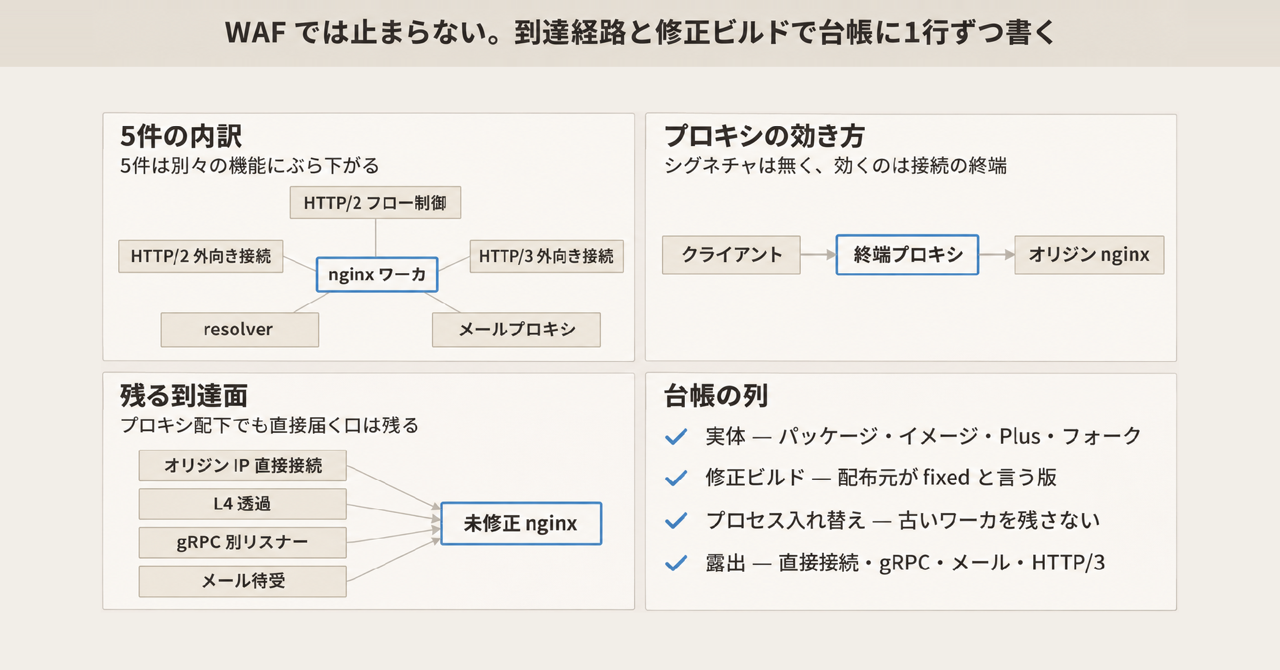 WAF では止まらない。到達経路と修正ビルドで台帳に1行ずつ書く
5件の内訳
5件は別々の機能にぶら下がる
HTTP/2 フロー制御
HTTP/2 外向き接続
HTTP/3 外向き接続
nginx ワーカ
resolver
メールプロキシ
プロキシの効き方
シグネチャは無く、効くのは接続の終端
クライアント
終端プロキシ
オリジン nginx
残る到達面
プロキシ配下でも直接届く口は残る
オリジン IP 直接接続
L4 透過
gRPC 別リスナー
メール待受
未修正 nginx
台帳の列
実体 — パッケージ・イメージ・Plus・フォーク
修正ビルド — 配布元が fixed と言う版
プロセス入れ替え — 古いワーカを残さない
露出 — 直接接続・gRPC・メール・HTTP/3